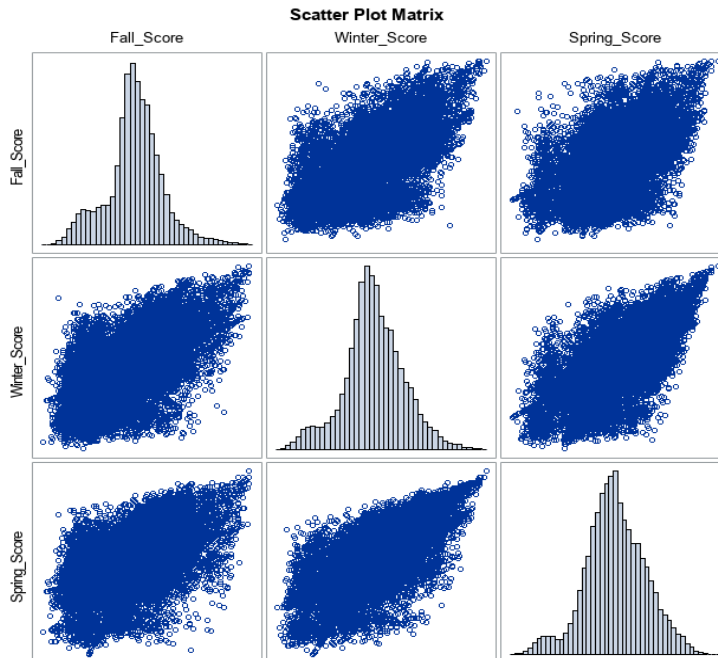 Scatter Plot Matrix
Fall_Score
Winter_Score
Spring_Score
Fall_Score
Winter_Score
Spring_Score